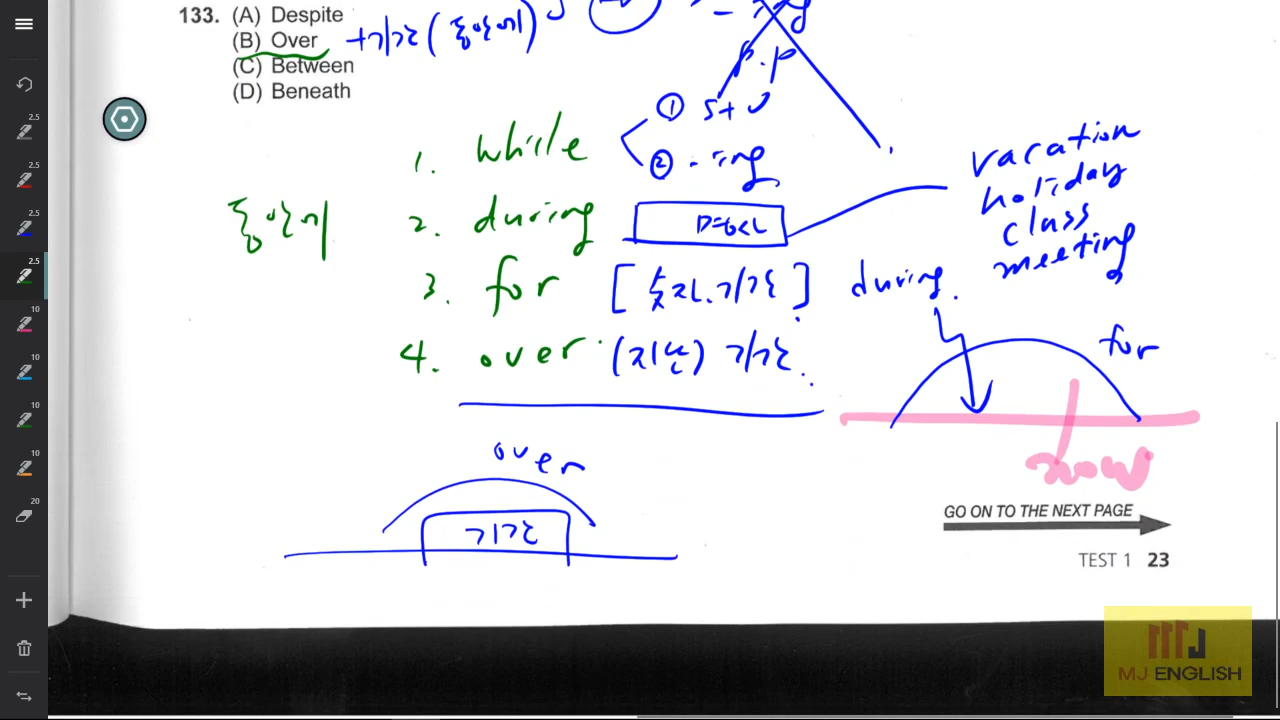 133. (A) Despite
(B) Over +기간 (동안에)
(C) Between
(D) Beneath
p.p
① S+V
1. while
② -ing
동안에
2. during
vacation
holiday
class
meeting
3. for [숫자.기간]
during.
4. over (지난) 기간.
for
now
over
기간
GO ON TO THE NEXT PAGE
TEST 1 23
MJ ENGLISH